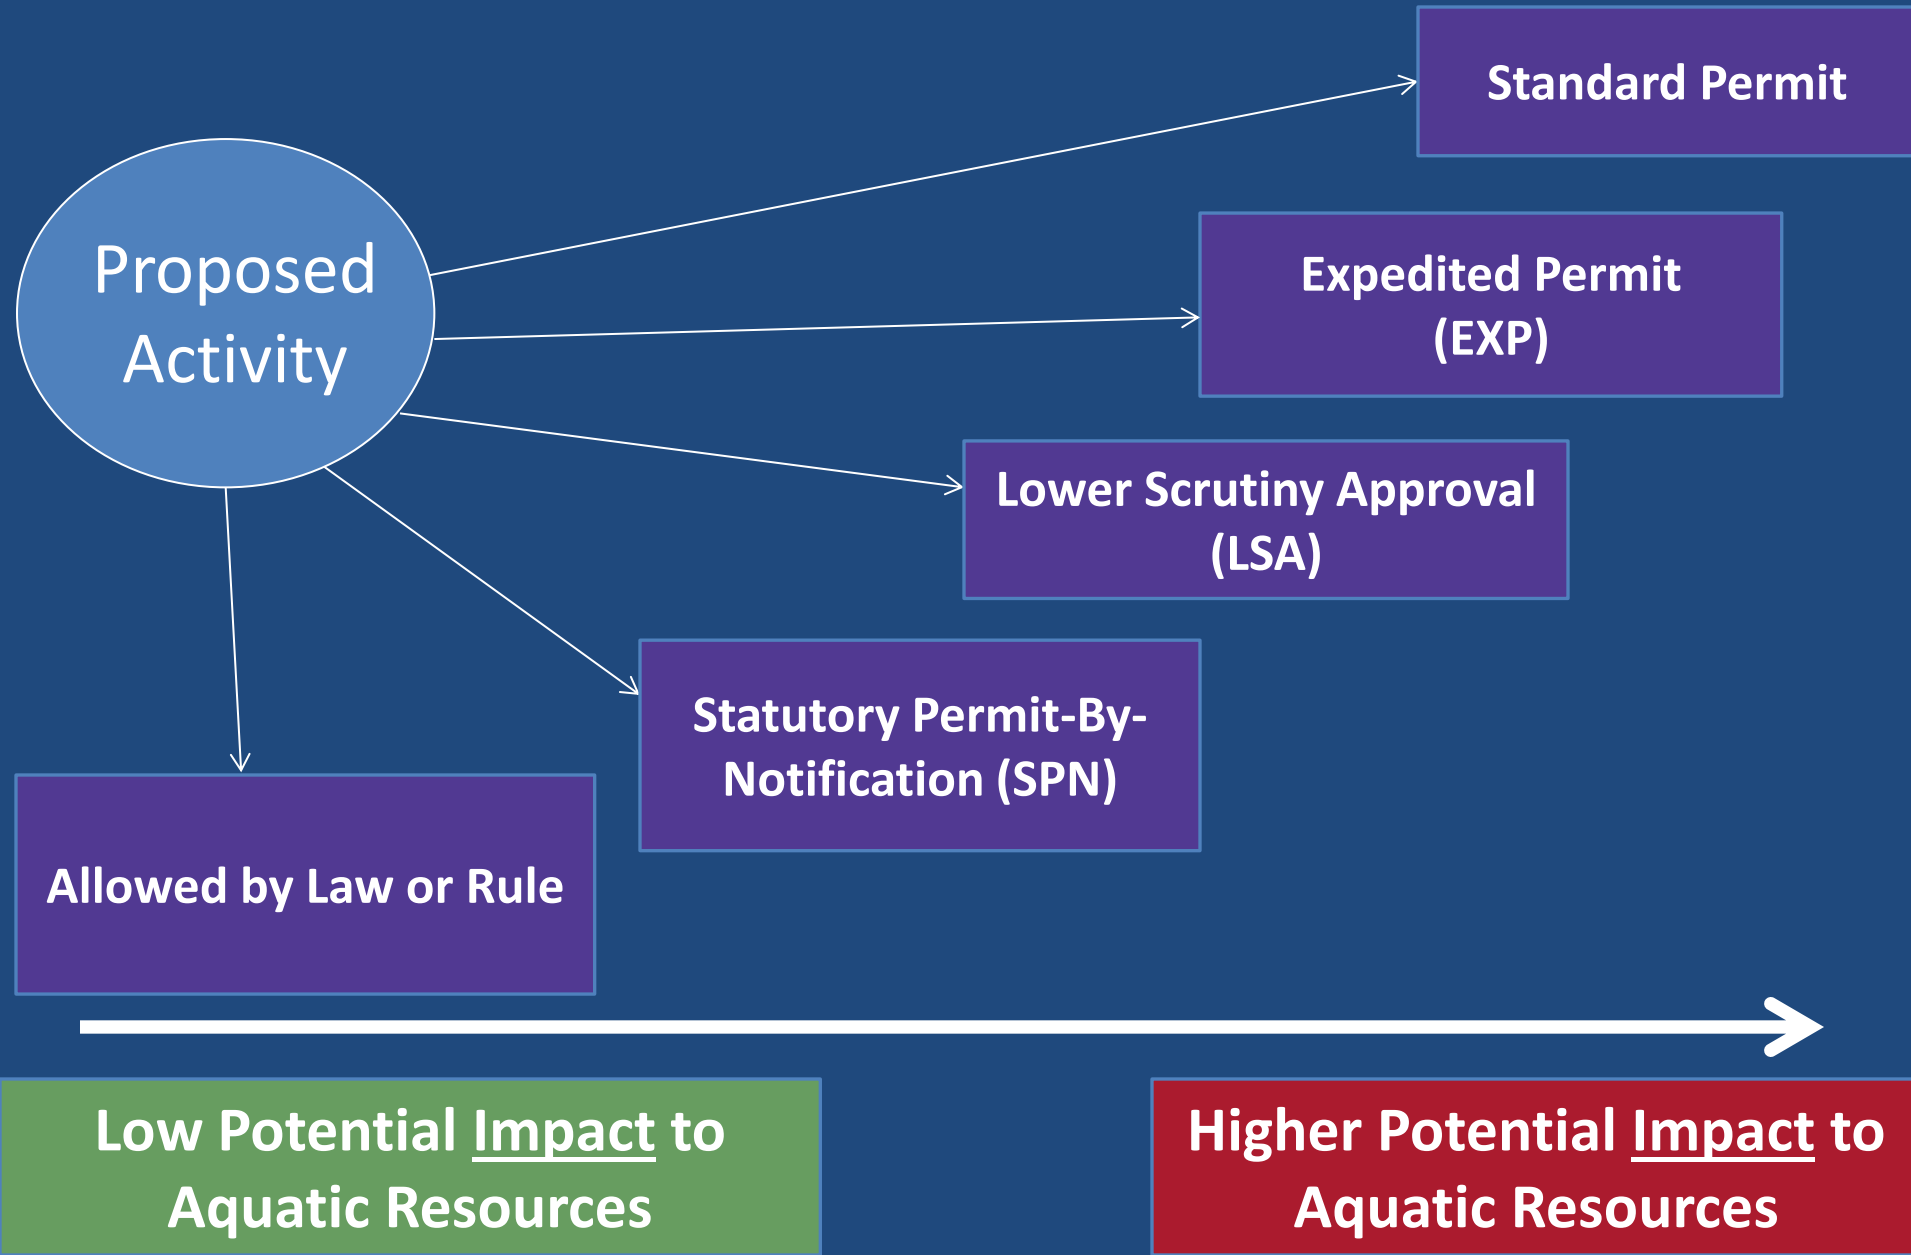 Standard Permit
Proposed
Activity
Expedited Permit
(EXP)
Lower Scrutiny Approval
(LSA)
Statutory Permit-By-
Notification (SPN)
Allowed by Law or Rule
Low Potential Impact to
Aquatic Resources
Higher Potential Impact to
Aquatic Resources